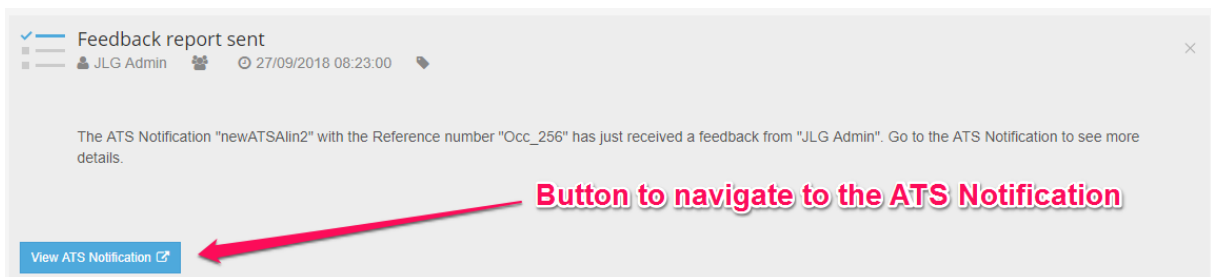 Feedback report sent
JLG Admin 27/09/2018 08:23:00
The ATS Notification "newATSAlin2" with the Reference number "Occ_256" has just received a feedback from "JLG Admin". Go to the ATS Notification to see more
details.
Button to navigate to the ATS Notification
View ATS Notification